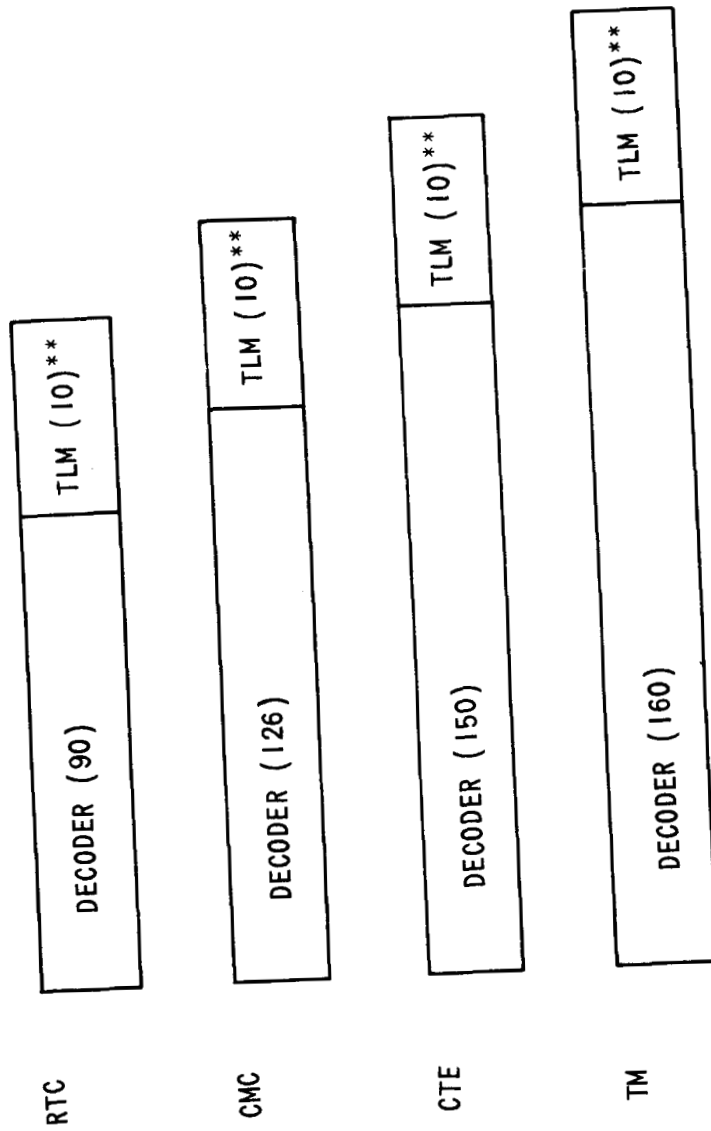 RTC DECODER (90) TLM (10)**
CMC DECODER (126) TLM (10)**
CTE DECODER (150) TLM (10)**
TM DECODER (160) TLM (10)**